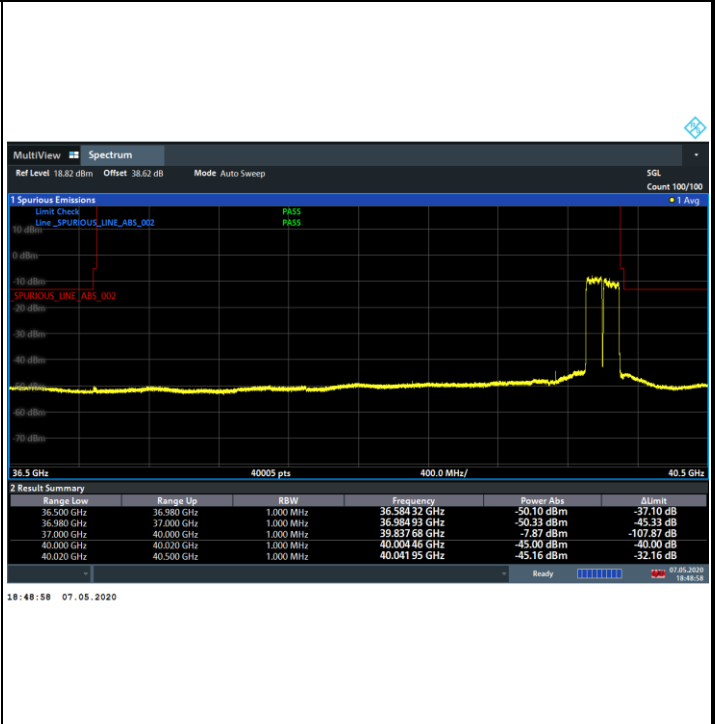 MultiView Spectrum
Ref Level 18.82 dBm Offset 38.62 dB Mode Auto Sweep SGL
Count 100/100
1 Spurious Emissions 1 Avg
Limit Check PASS
Line _SPURIOUS_LINE_ABS_002 PASS
10 dBm
0 dBm
-10 dBm
_SPURIOUS_LINE_ABS_002
-20 dBm
-30 dBm
-40 dBm
-50 dBm
-60 dBm
-70 dBm
36.5 GHz 40005 pts 400.0 MHz/ 40.5 GHz
2 Result Summary
Range Low Range Up RBW Frequency Power Abs ΔLimit
36.500 GHz 36.980 GHz 1.000 MHz 36.584 32 GHz -50.10 dBm -37.10 dB
36.980 GHz 37.000 GHz 1.000 MHz 36.984 93 GHz -50.33 dBm -45.33 dB
37.000 GHz 40.000 GHz 1.000 MHz 39.837 68 GHz -7.87 dBm -107.87 dB
40.000 GHz 40.020 GHz 1.000 MHz 40.004 46 GHz -45.00 dBm -40.00 dB
40.020 GHz 40.500 GHz 1.000 MHz 40.041 95 GHz -45.16 dBm -32.16 dB
Ready 07.05.2020
18:48:58
18:48:58 07.05.2020